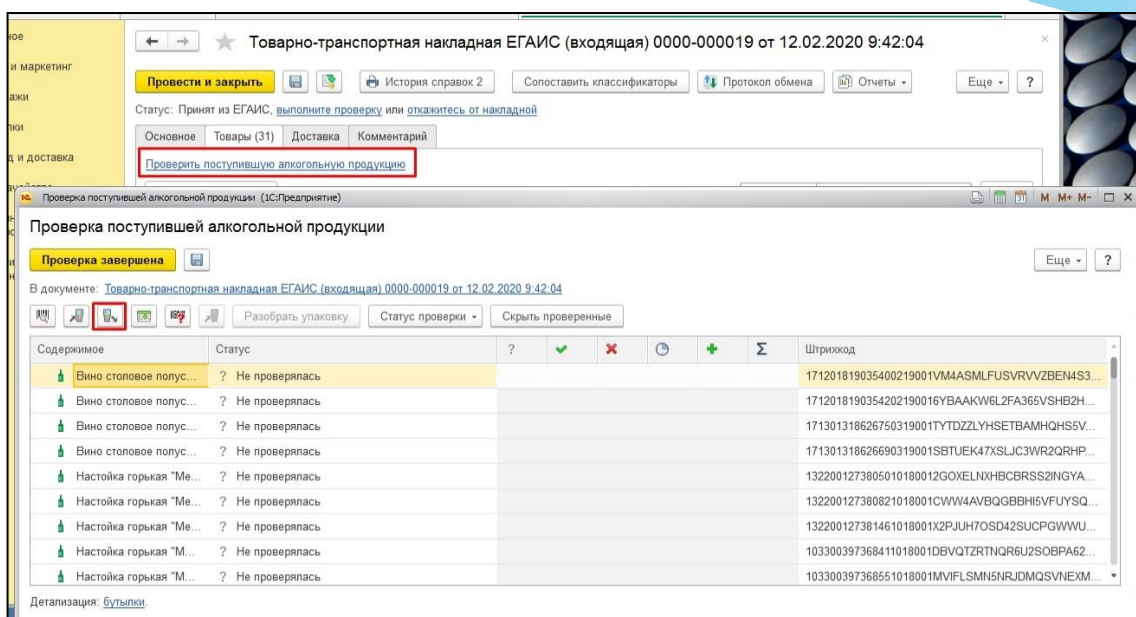 ное
← → ★ Товарно-транспортная накладная ЕГАИС (входящая) 0000-000019 от 12.02.2020 9:42:04 ×
и маркетинг
Провести и закрыть История справок 2 Сопоставить классификаторы Протокол обмена Отчеты Еще ?
ажи
Статус: Принят из ЕГАИС, выполните проверку или откажитесь от накладной
пки
Основное Товары (31) Доставка Комментарий
д и доставка
Проверить поступившую алкогольную продукцию
Проверка поступившей алкогольной продукции (1С:Предприятие) M M+ M-
Проверка поступившей алкогольной продукции
Проверка завершена Еще ?
В документе: Товарно-транспортная накладная ЕГАИС (входящая) 0000-000019 от 12.02.2020 9:42:04
Разобрать упаковку Статус проверки Скрыть проверенные
Содержимое Статус ? Σ Штрихкод
Вино столовое полус... ? Не проверялась 171201819035400219001VM4ASMLFUSVRVVZBEN4S3...
Вино столовое полус... ? Не проверялась 1712018190354202190016YBAAKW6L2FA365VSHB2H...
Вино столовое полус... ? Не проверялась 171301318626750319001TYTDZZLYHSETBAMHQHS5V...
Вино столовое полус... ? Не проверялась 171301318626690319001SBTUEK47XSLJC3WR2QRHP...
Настойка горькая "Ме... ? Не проверялась 1322001273805010180012GOXELNXHBCBRSS2INGYA...
Настойка горькая "Ме... ? Не проверялась 132200127380821018001CWW4AVBQGBBHI5VFUYSQ...
Настойка горькая "Ме... ? Не проверялась 132200127381461018001X2PJUH7OSD42SUCPGWWU...
Настойка горькая "М... ? Не проверялась 103300397368411018001DBVQTZRTNQR6U2SOBPA62...
Настойка горькая "М... ? Не проверялась 103300397368551018001MVIFLSMN5NRJDMQSVNEXM...
Детализация: бутылки.